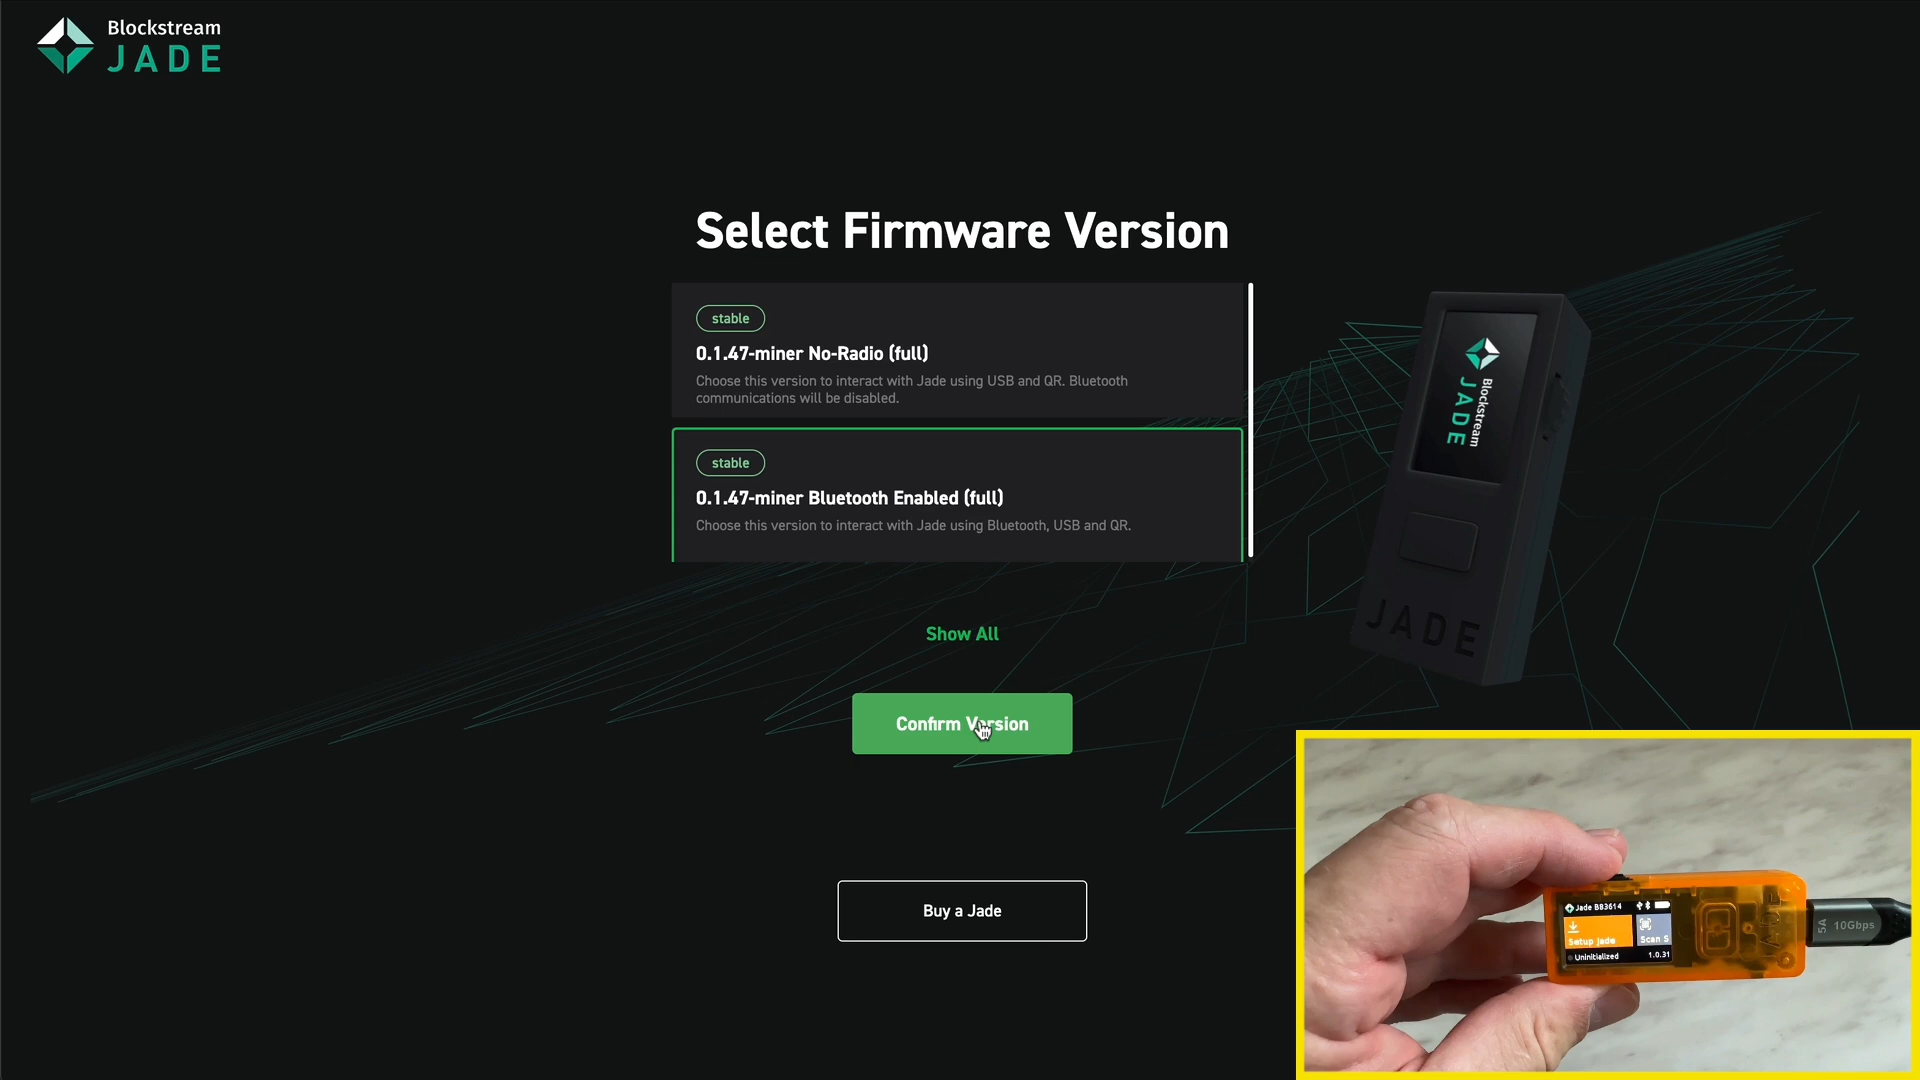 Blockstream
JADE
Select Firmware Version
stable
0.1.47-miner No-Radio (full)
Choose this version to interact with Jade using USB and QR. Bluetooth
communications will be disabled.
stable
0.1.47-miner Bluetooth Enabled (full)
Choose this version to interact with Jade using Bluetooth, USB and QR.
Show All
Confirm Version
Buy a Jade
Blockstream
JADE
JADE
Jade B83614
Setup Jade
Scan S
Uninitialized
1.0.31
5A
10Gbps